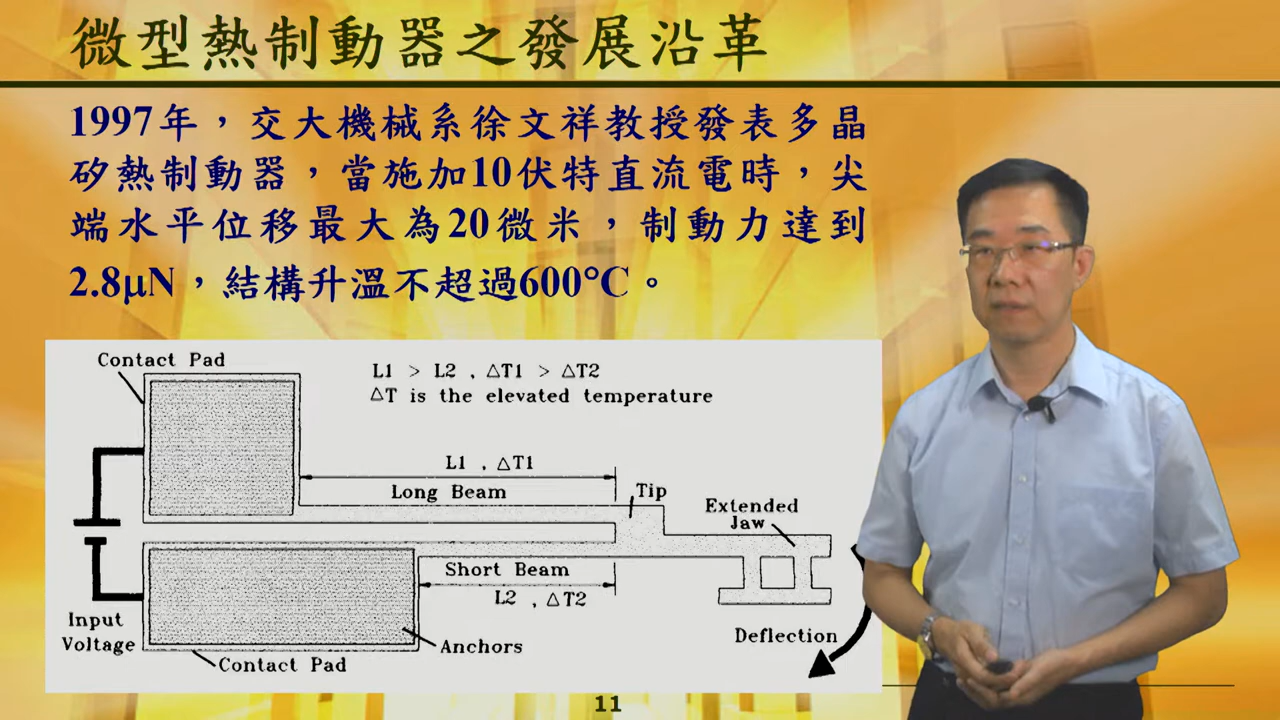 微型熱制動器之發展沿革
1997年，交大機械系徐文祥教授發表多晶
矽熱制動器，當施加10伏特直流電時，尖
端水平位移最大為20微米，制動力達到
2.8μN，結構升溫不超過600°C。
Contact Pad
L1 > L2 , △T1 > △T2
△T is the elevated temperature
L1 , △T1
Long Beam
Tip
Extended
Jaw
Short Beam
L2 , △T2
Input
Voltage
Anchors
Contact Pad
Deflection
11